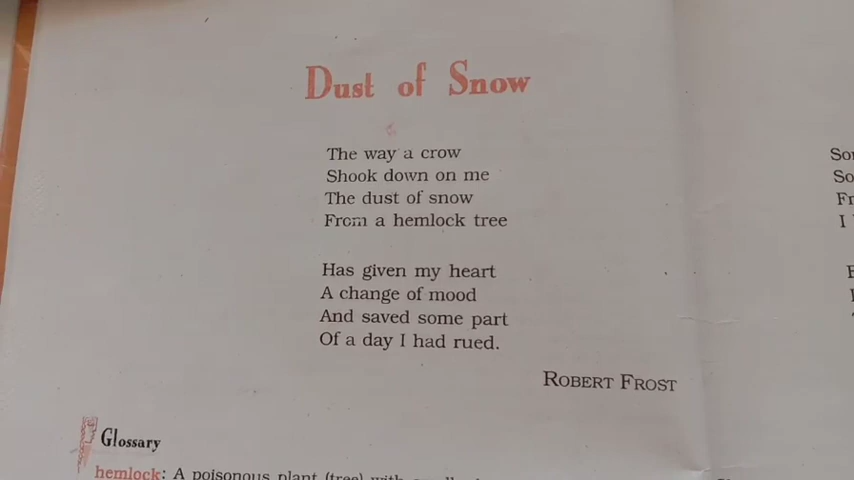 Dust of Snow
The way a crow
Shook down on me
The dust of snow
From a hemlock tree
Has given my heart
A change of mood
And saved some part
Of a day I had rued.
ROBERT FROST
Glossary
hemlock: A poisonous plant (tree) with
I